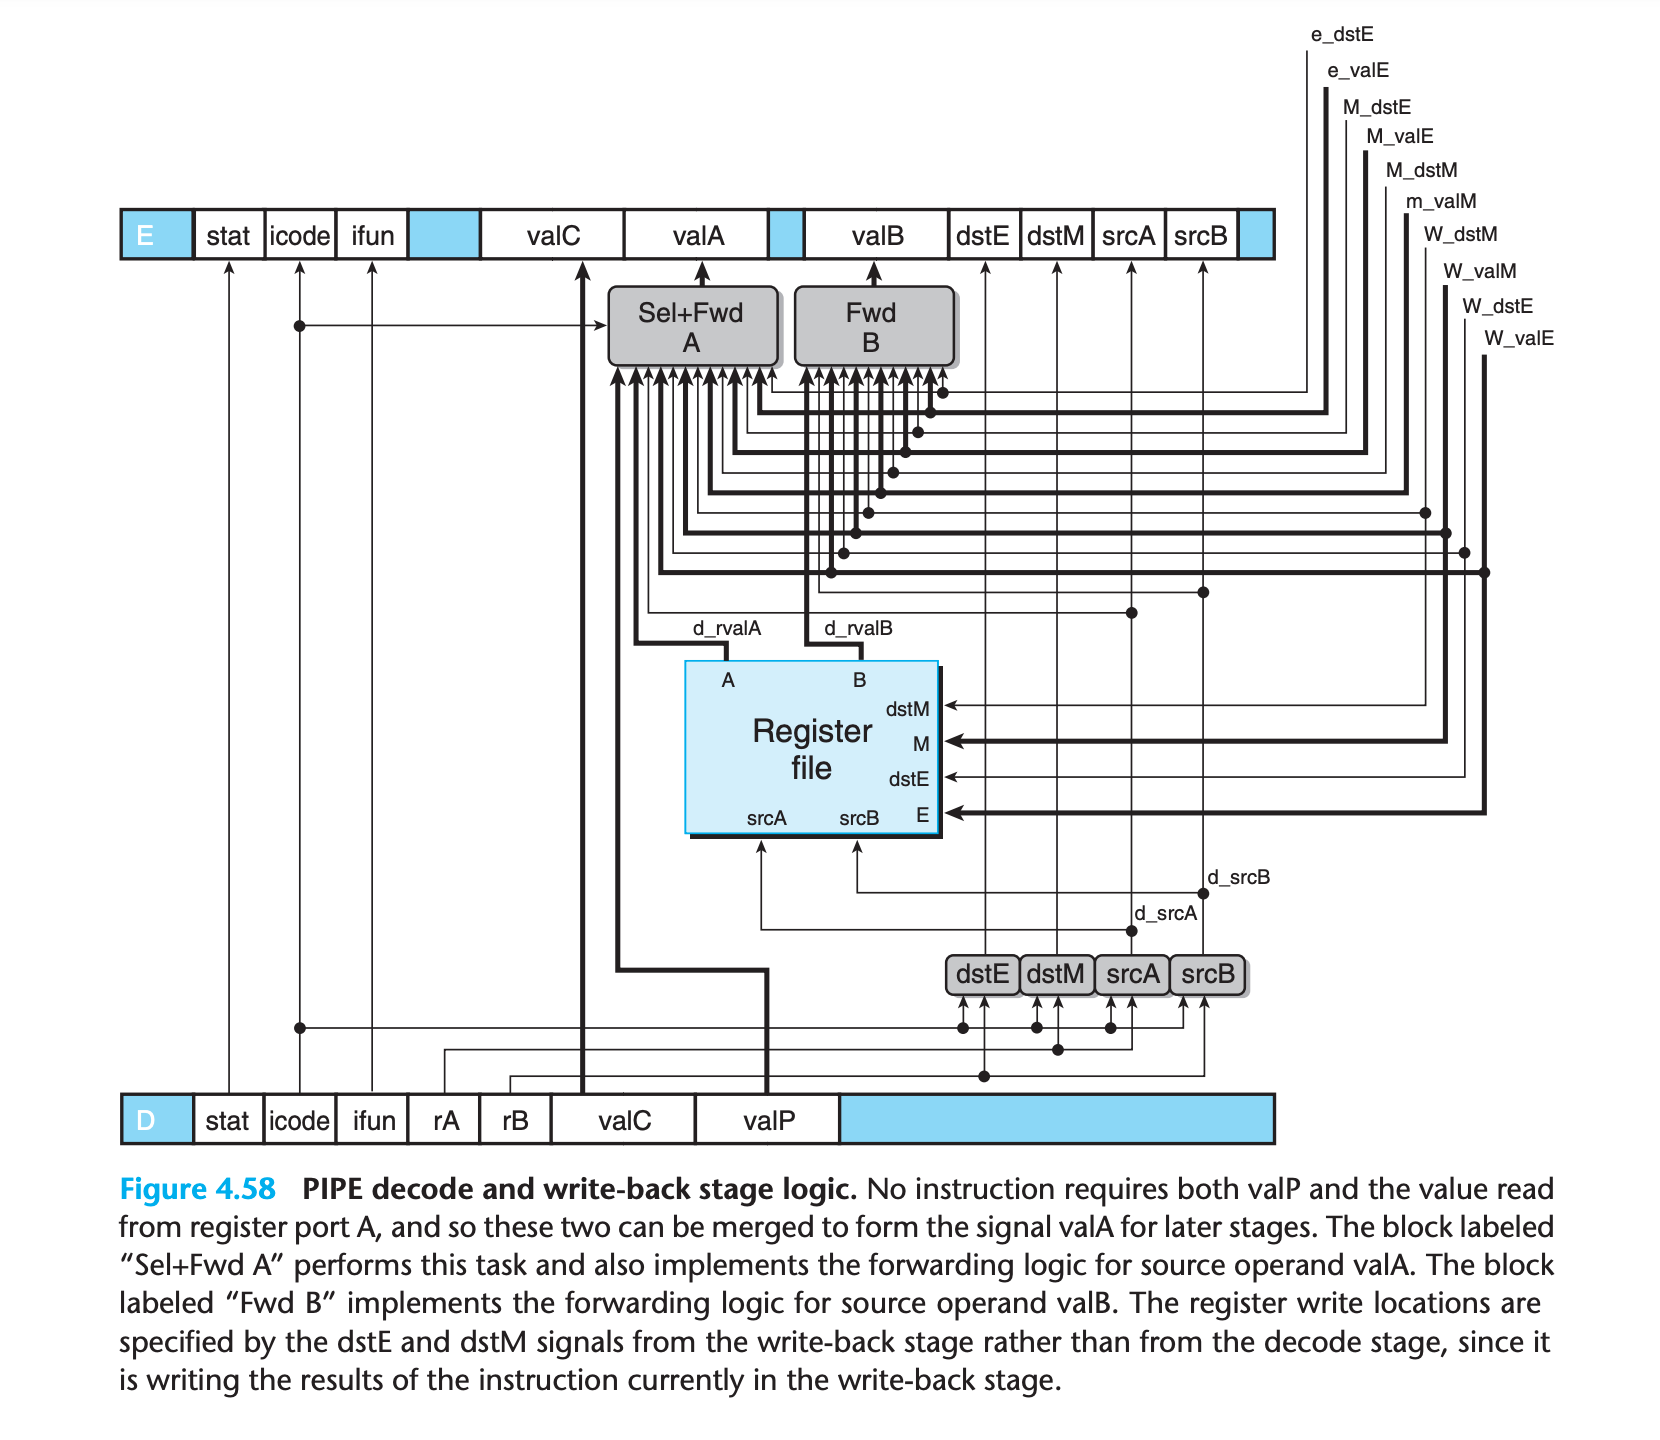 e_dstE
e_valE
M_dstE
M_valE
M_dstM
m_valM
W_dstM
W_valM
W_dstE
W_valE
E stat icode ifun valC valA valB dstE dstM srcA srcB
Sel+Fwd
A
Fwd
B
d_rvalA d_rvalB
A B
dstM
Register
file
M
dstE
E
srcA srcB
d_srcB
d_srcA
dstE dstM srcA srcB
D stat icode ifun rA rB valC valP
Figure 4.58 PIPE decode and write-back stage logic. No instruction requires both valP and the value read
from register port A, and so these two can be merged to form the signal valA for later stages. The block labeled
“Sel+Fwd A” performs this task and also implements the forwarding logic for source operand valA. The block
labeled “Fwd B” implements the forwarding logic for source operand valB. The register write locations are
specified by the dstE and dstM signals from the write-back stage rather than from the decode stage, since it
is writing the results of the instruction currently in the write-back stage.